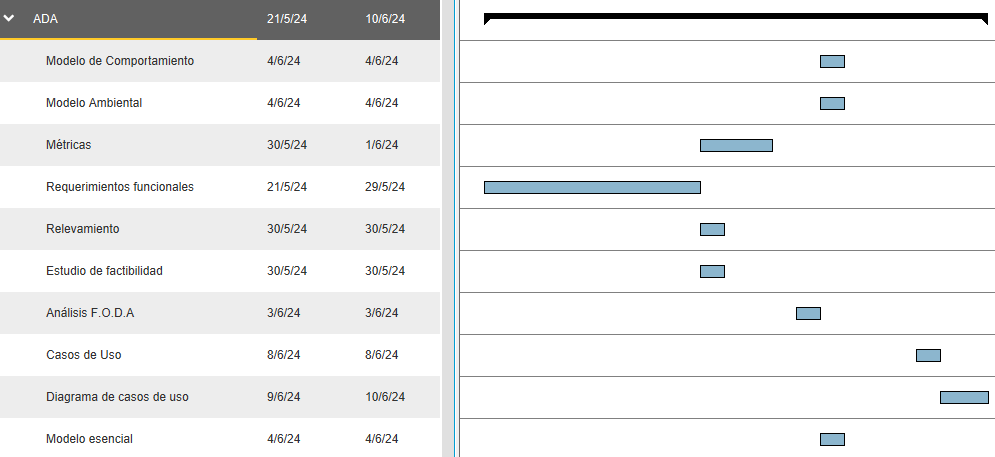 ADA 21/5/24 10/6/24
Modelo de Comportamiento 4/6/24 4/6/24
Modelo Ambiental 4/6/24 4/6/24
Métricas 30/5/24 1/6/24
Requerimientos funcionales 21/5/24 29/5/24
Relevamiento 30/5/24 30/5/24
Estudio de factibilidad 30/5/24 30/5/24
Análisis F.O.D.A 3/6/24 3/6/24
Casos de Uso 8/6/24 8/6/24
Diagrama de casos de uso 9/6/24 10/6/24
Modelo esencial 4/6/24 4/6/24